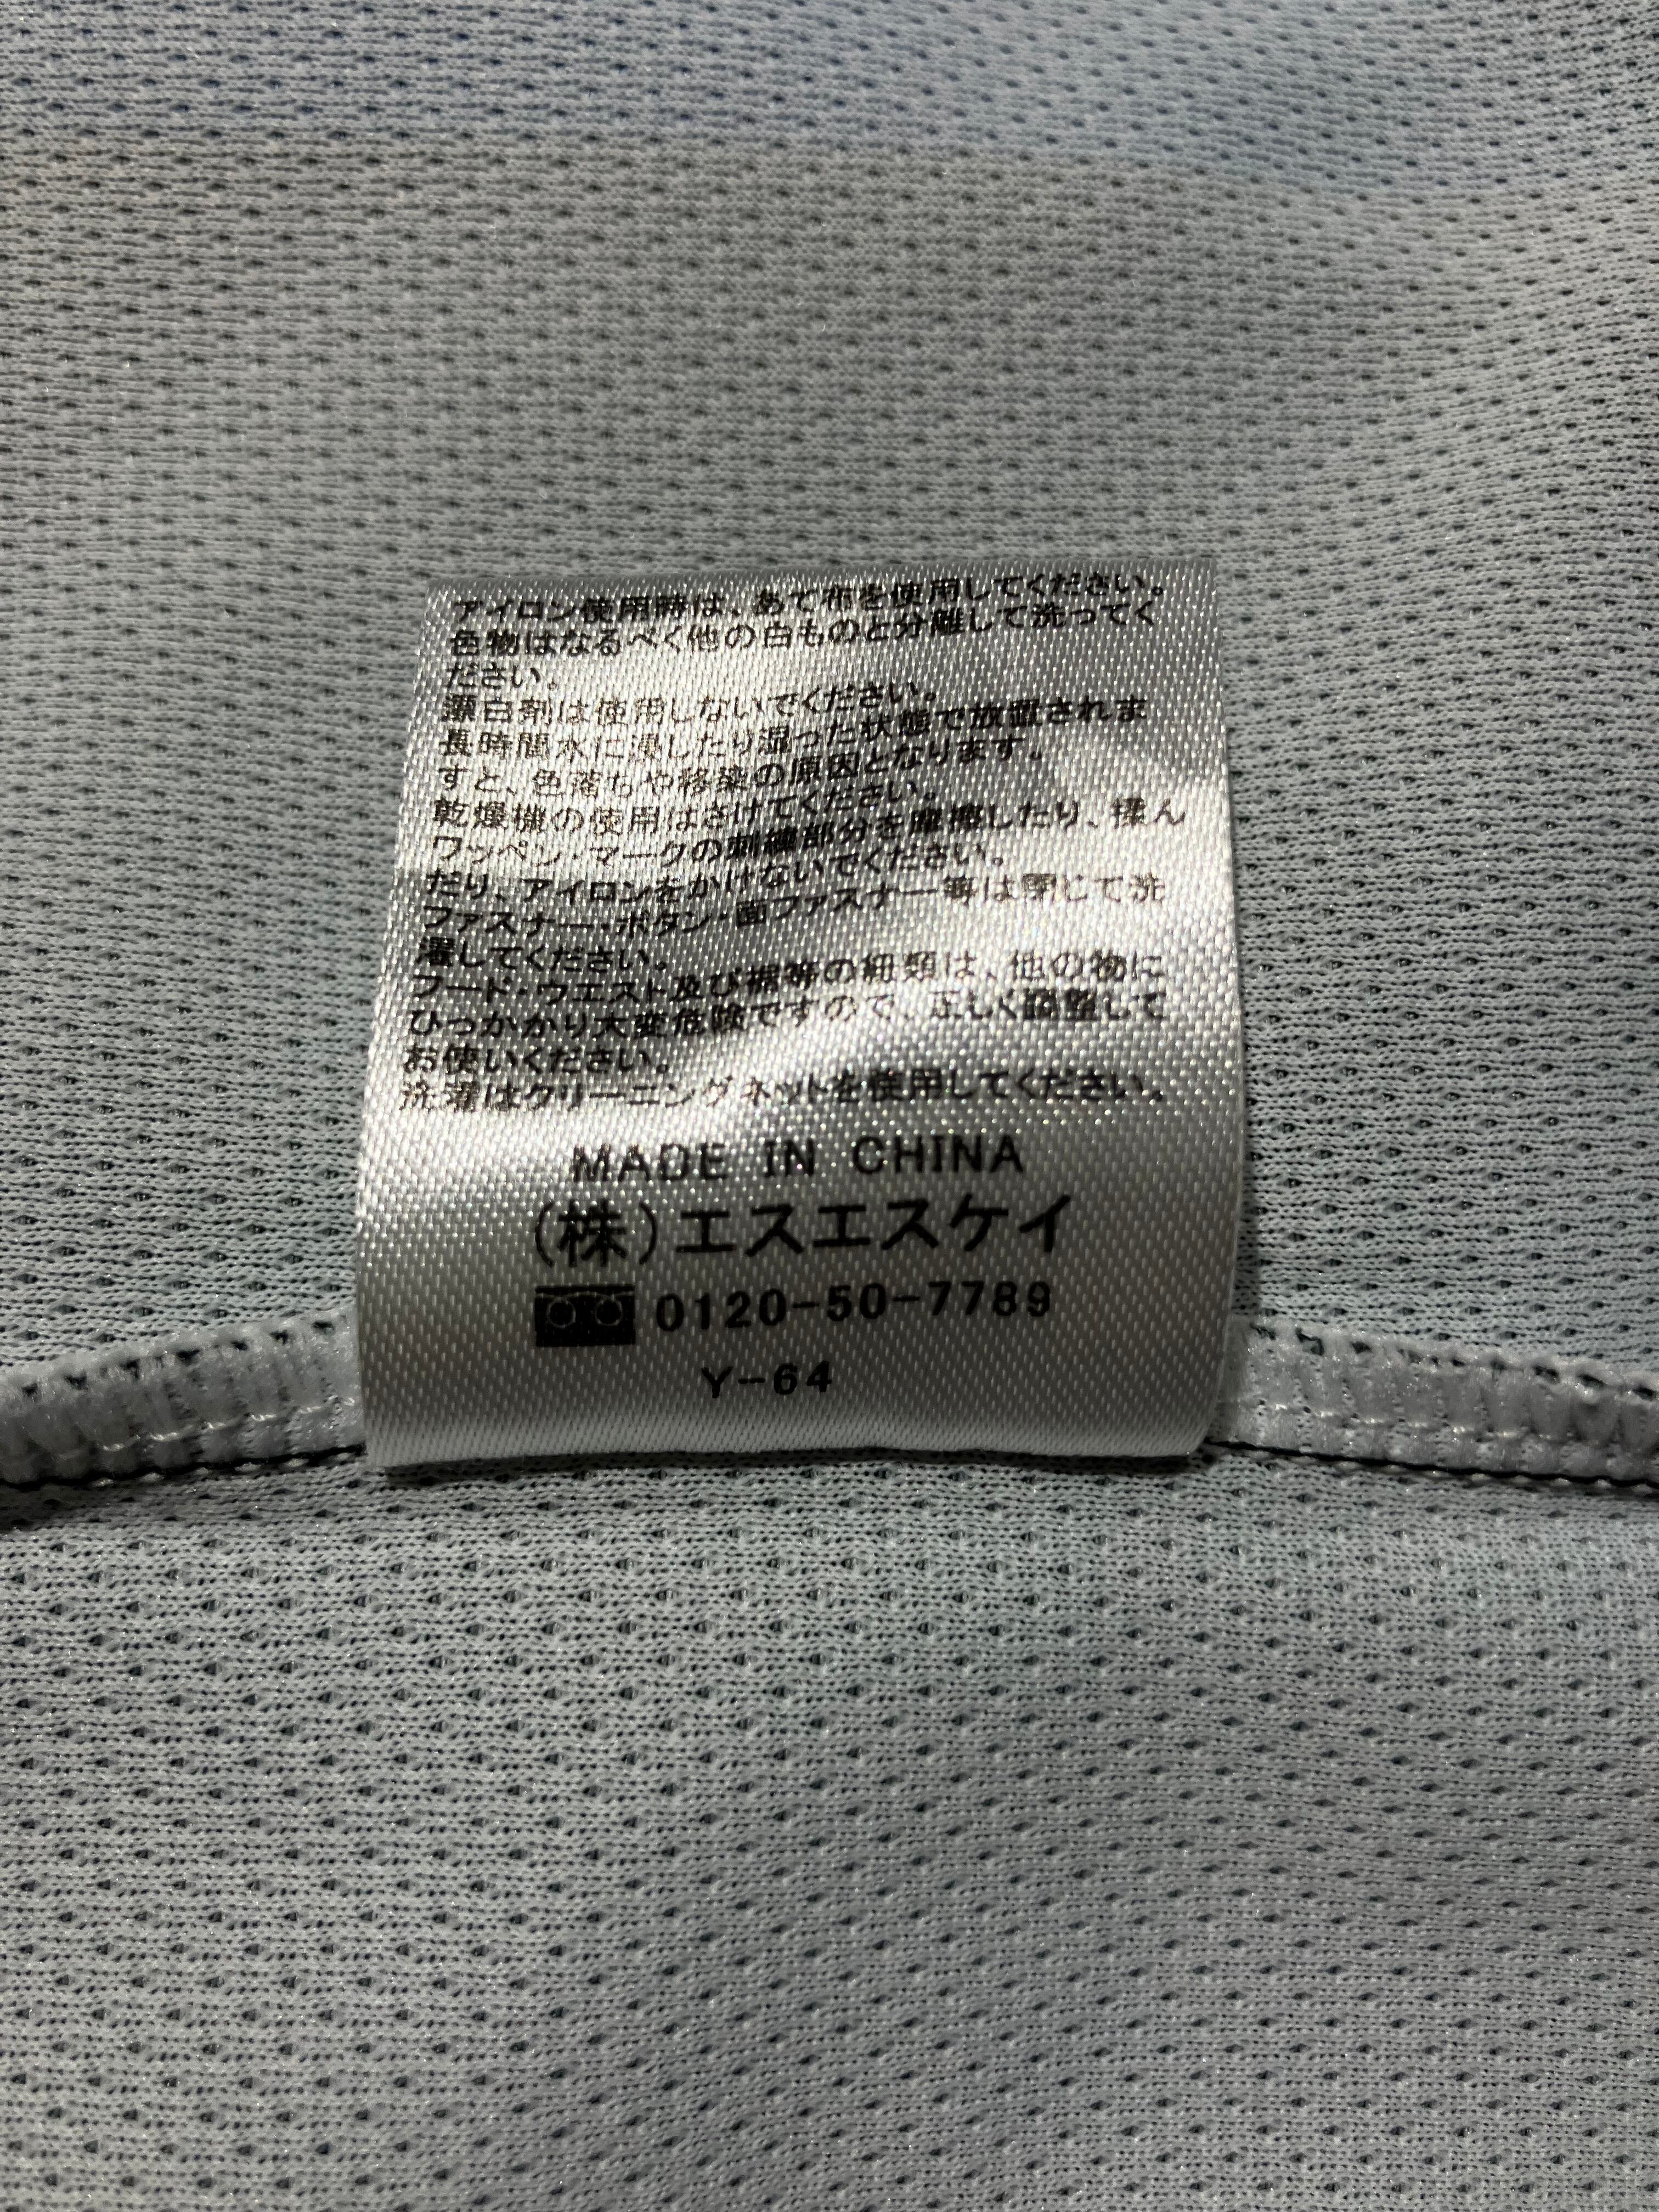 アイロン使用時は、あて布を使用してください。
色物はなるべく他の白ものと分離して洗ってく
ださい。
漂白剤は使用しないでください。
長時間水に浸したり湿った状態で放置されま
すと、色落ちや移染の原因となります。
乾燥機の使用はさけてください。
ワッペン・マークの刺繍部分を摩擦したり、揉ん
だり、アイロンをかけないでください。
ファスナー・ボタン・面ファスナー等は閉じて洗
濯してください。
フード・ウエスト及び裾等の紐類は、他の物に
ひっかかり大変危険ですので、正しく調整して
お使いください。
洗濯はクリーニングネットを使用してください。
MADE IN CHINA
(株)エスエスケイ
0120-50-7789
Y-64